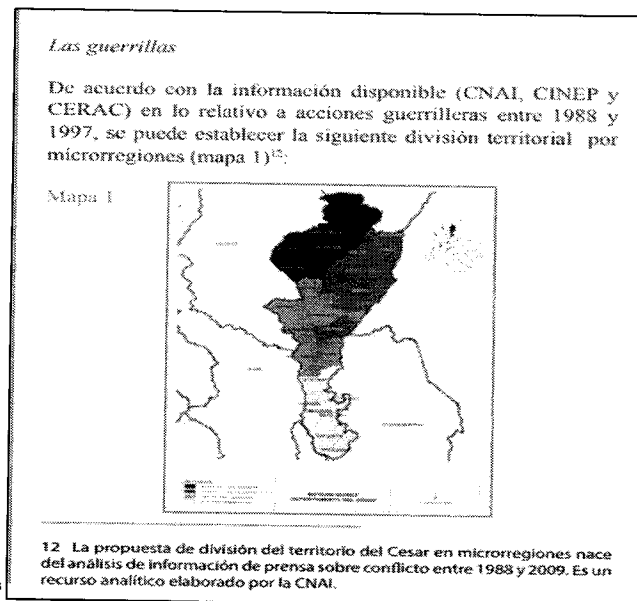 Las guerrillas
De acuerdo con la información disponible (CNAI, CINEP y
CERAC) en lo relativo a acciones guerrilleras entre 1988 y
1997, se puede establecer la siguiente división territorial por
microrregiones (mapa 1)¹²:
Mapa 1
12 La propuesta de división del territorio del Cesar en microrregiones nace
del análisis de información de prensa sobre conflicto entre 1988 y 2009. Es un
recurso analítico elaborado por la CNAI.